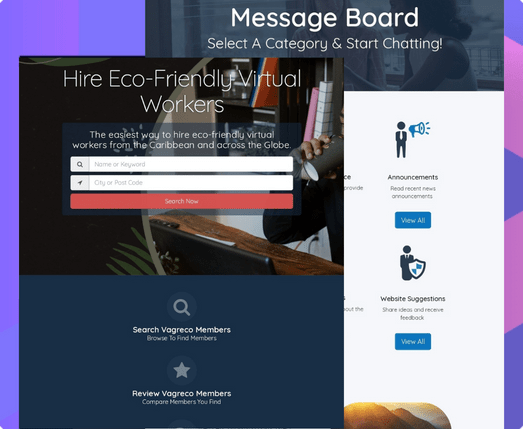 Message Board
Select A Category & Start Chatting!
Hire Eco-Friendly Virtual
Workers
The easiest way to hire eco-friendly virtual
workers from the Caribbean and across the Globe.
Name or Keyword
City or Post Code
Search Now
Search Vagreco Members
Browse To Find Members
Review Vagreco Members
Compare Members You Find
provide
about the
Announcements
Read recent news
announcements
View All
Website Suggestions
Share ideas and receive
feedback
View All